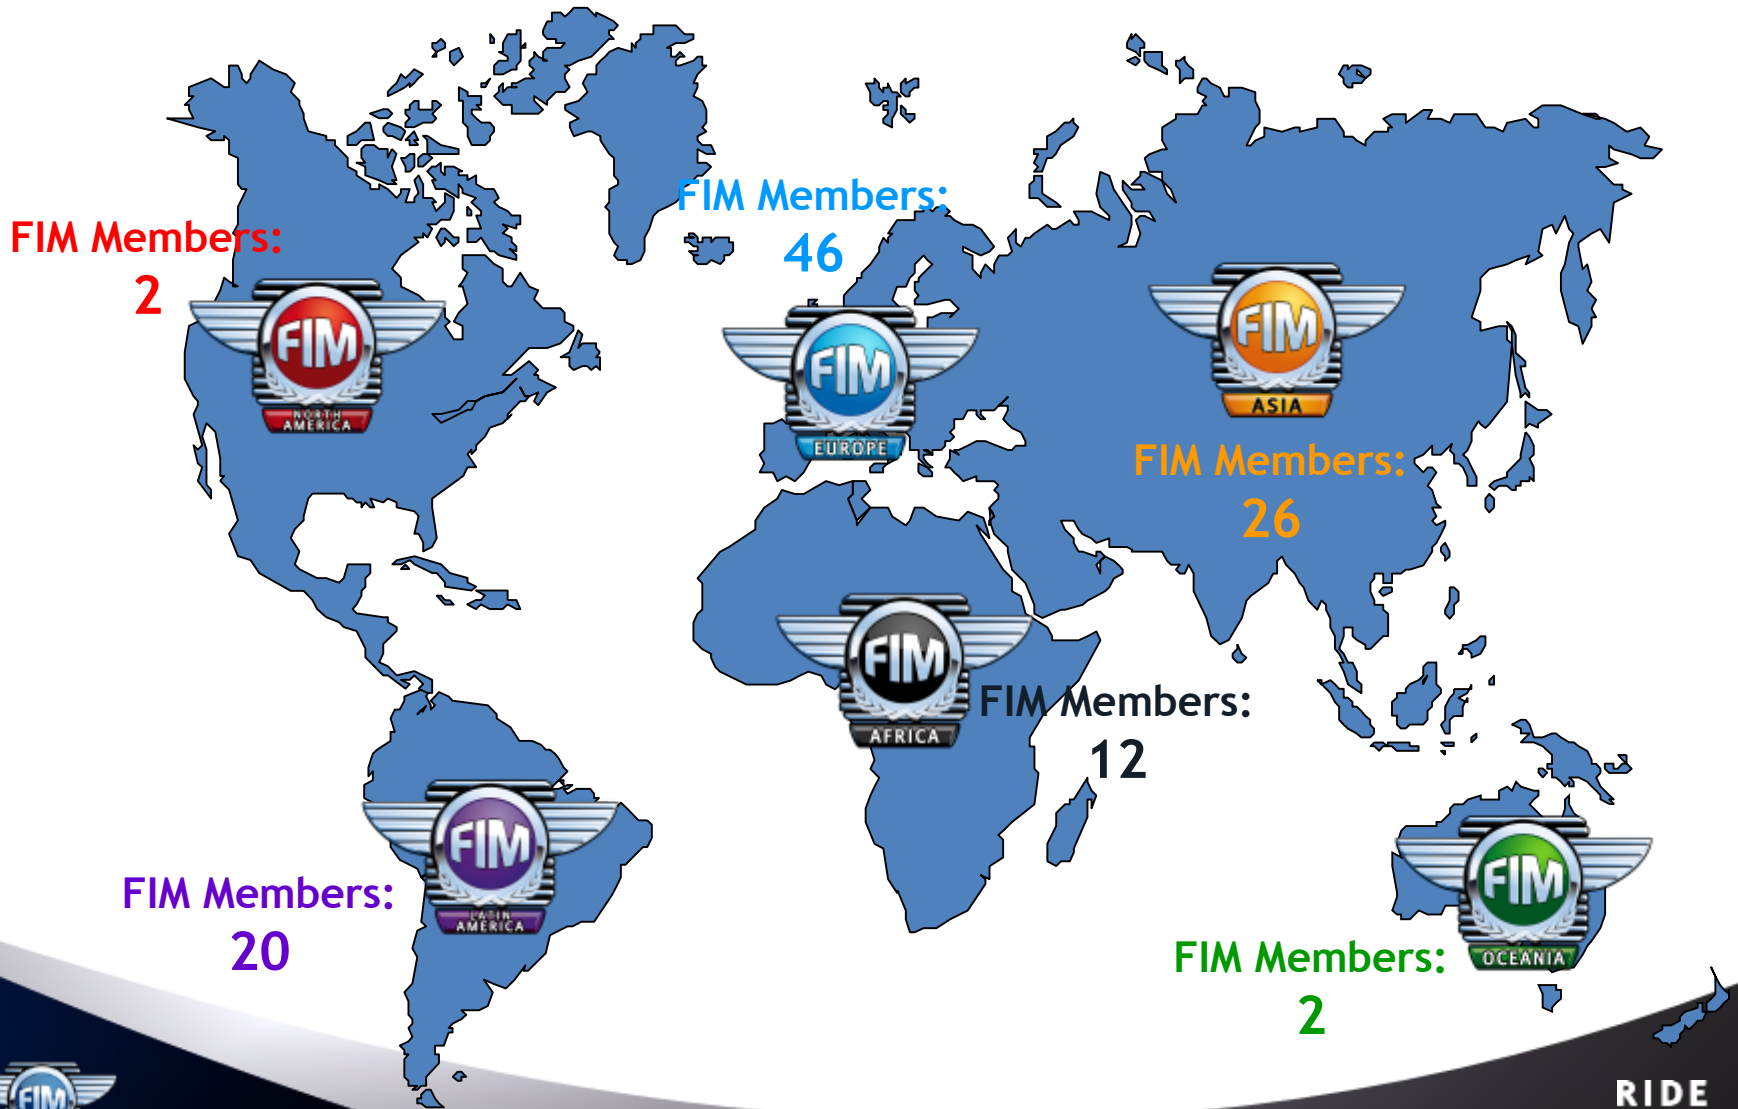 FIM Members:
46
FIM Members:
2
FIM
NORTH
AMERICA
FIM
EUROPE
FIM
ASIA
FIM Members:
26
FIM
AFRICA
FIM Members:
12
FIM
LATIN
AMERICA
FIM Members:
20
FIM
OCEANIA
FIM Members:
2
FIM
RIDE